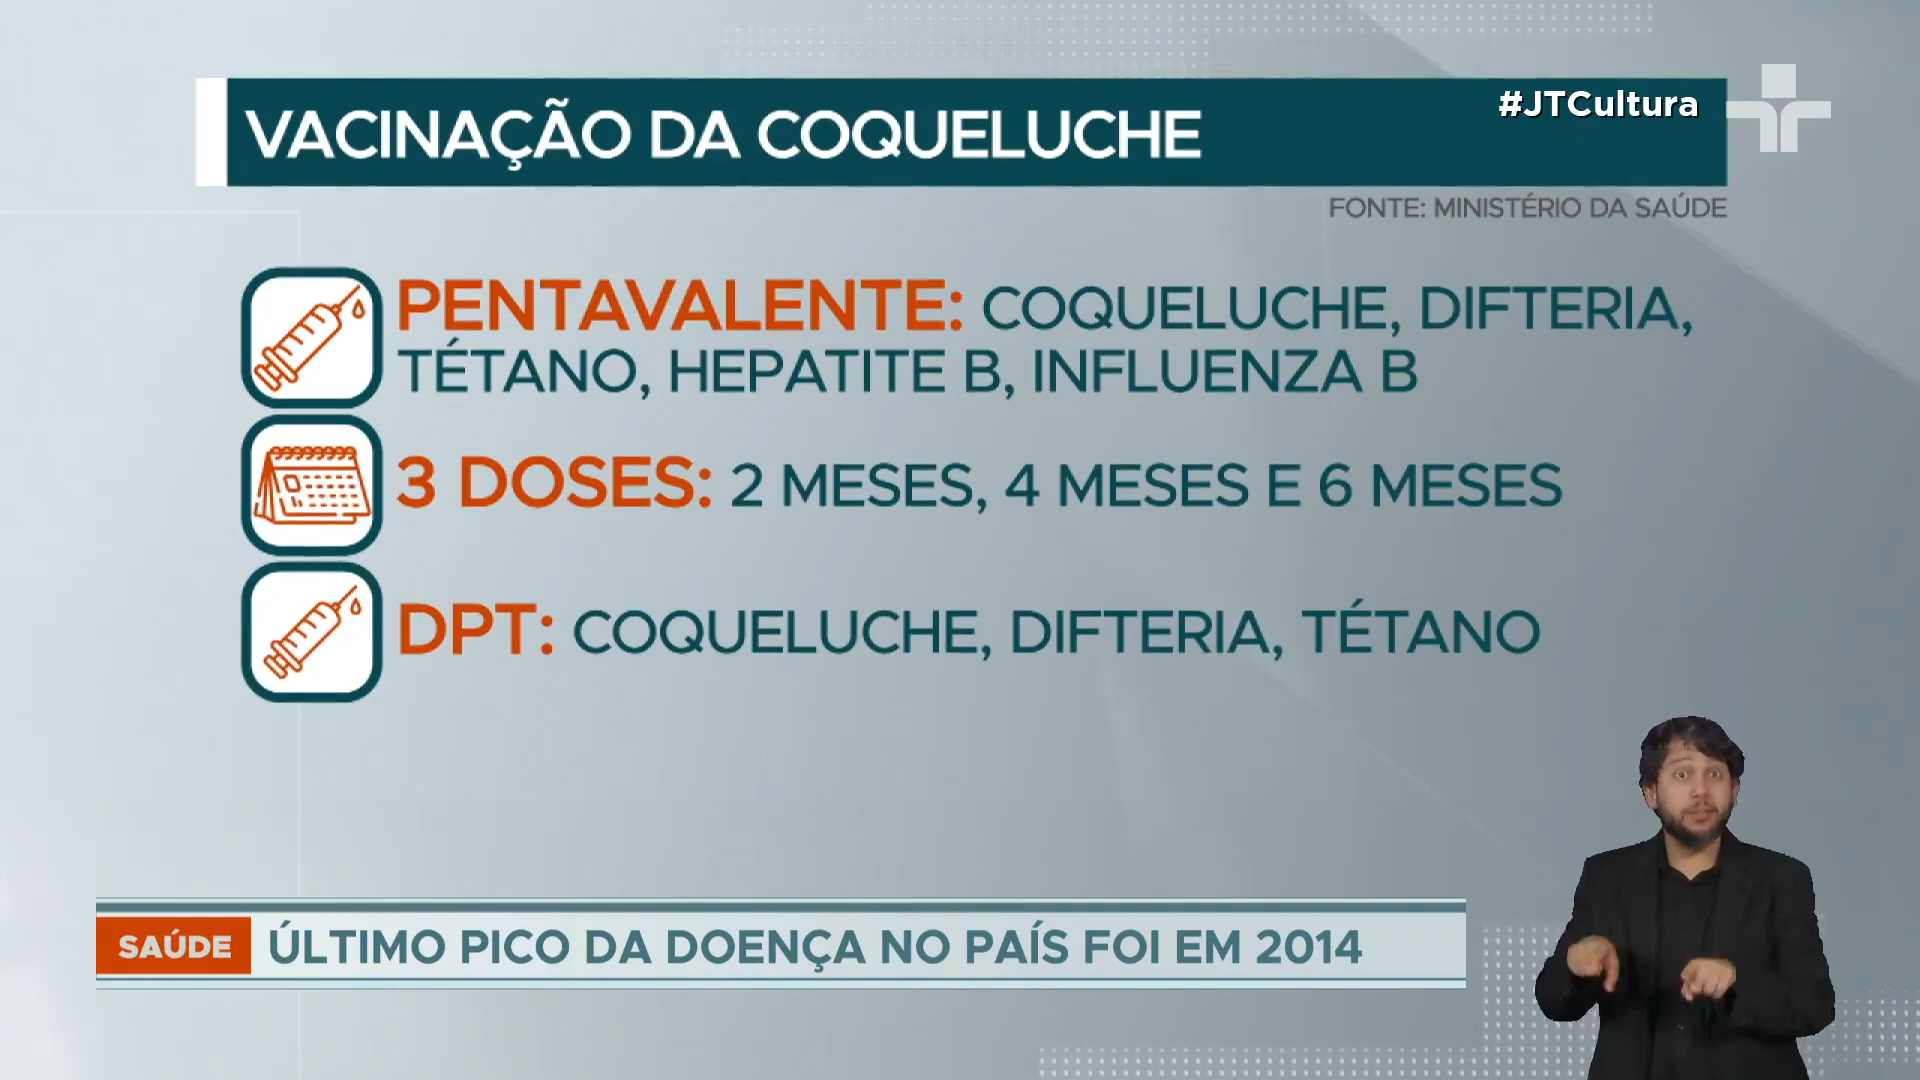 VACINAÇÃO DA COQUELUCHE
#JTCultura
FONTE: MINISTÉRIO DA SAÚDE
PENTAVALENTE: COQUELUCHE, DIFTERIA,
TÉTANO, HEPATITE B, INFLUENZA B
3 DOSES: 2 MESES, 4 MESES E 6 MESES
DPT: COQUELUCHE, DIFTERIA, TÉTANO
SAÚDE ÚLTIMO PICO DA DOENÇA NO PAÍS FOI EM 2014